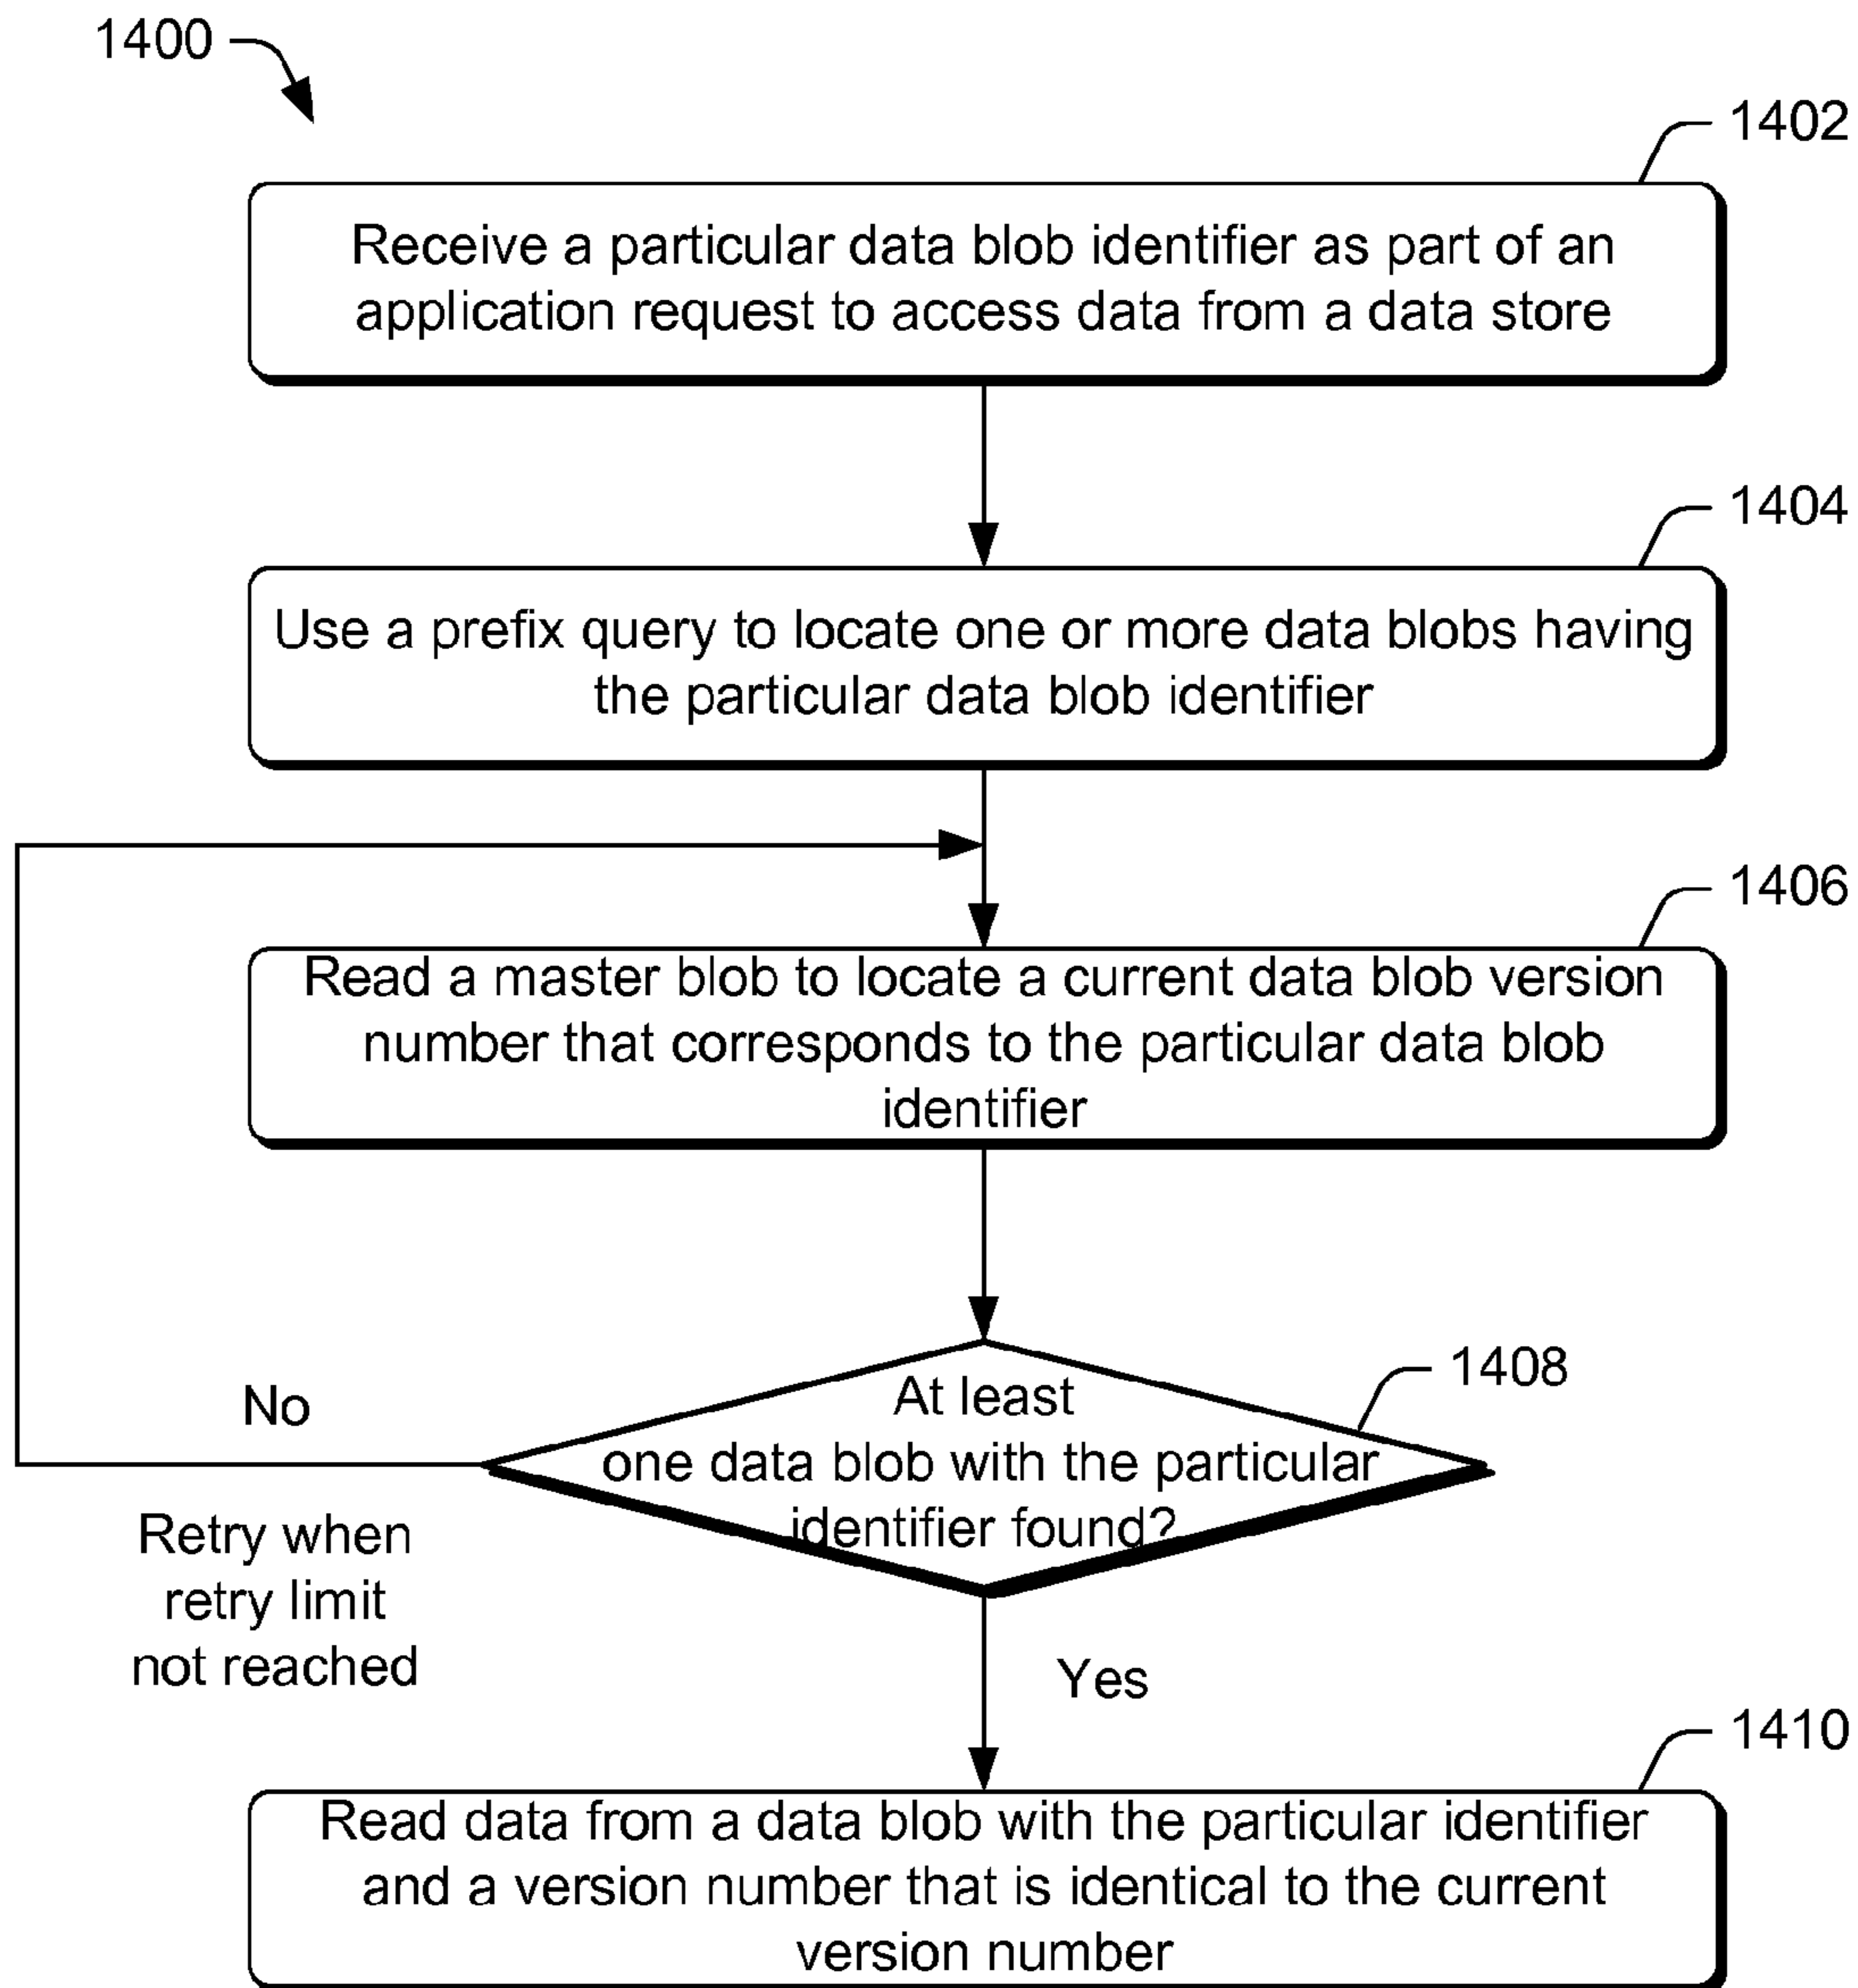 1400
1402
Receive a particular data blob identifier as part of an
application request to access data from a data store
1404
Use a prefix query to locate one or more data blobs having
the particular data blob identifier
1406
Read a master blob to locate a current data blob version
number that corresponds to the particular data blob
identifier
1408
At least
one data blob with the particular
identifier found?
No
Retry when
retry limit
not reached
Yes
1410
Read data from a data blob with the particular identifier
and a version number that is identical to the current
version number